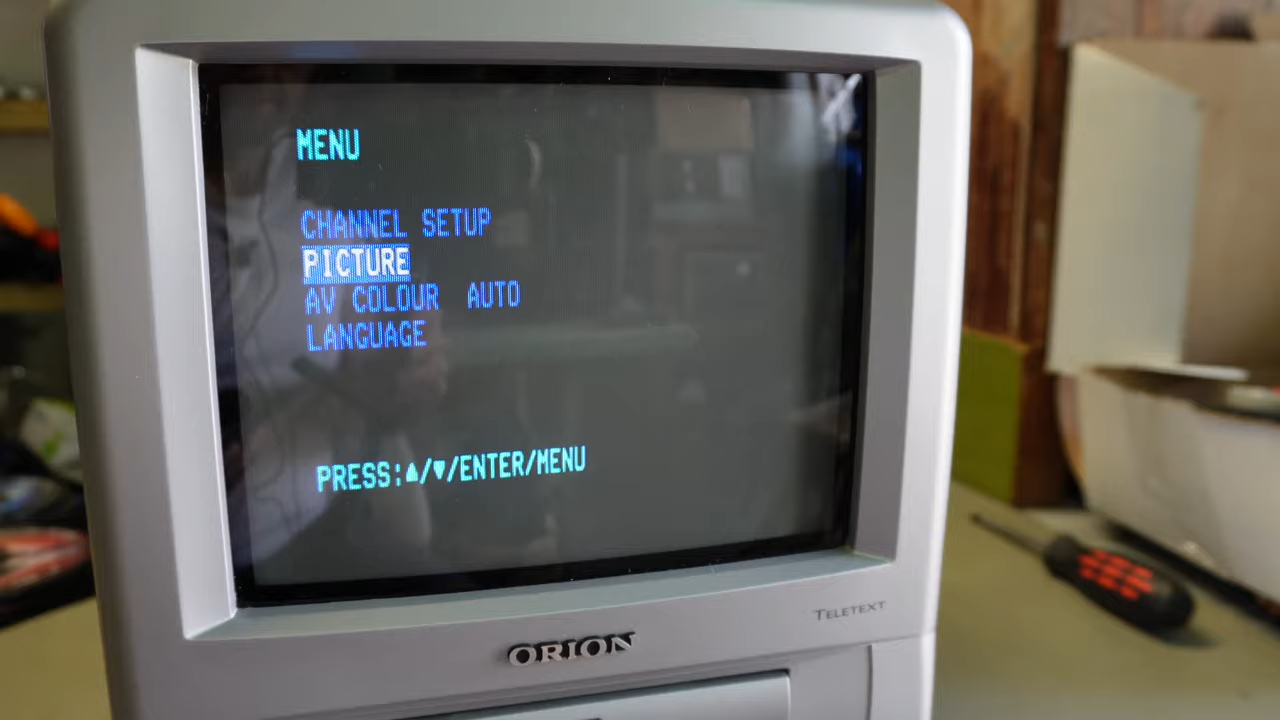 MENU
CHANNEL SETUP
PICTURE
AV COLOUR AUTO
LANGUAGE
PRESS:▲/▼/ENTER/MENU
TELETEXT
ORION